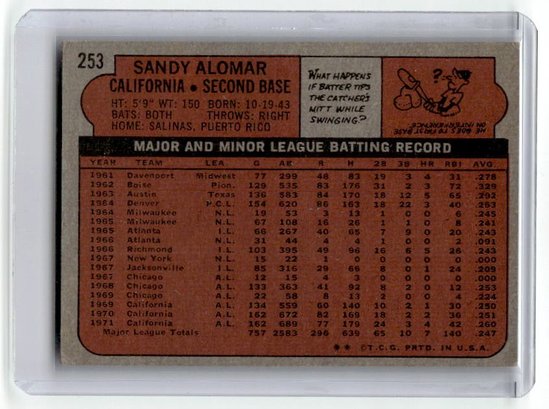 253
SANDY ALOMAR
CALIFORNIA • SECOND BASE
HT: 5'9" WT: 150 BORN: 10-19-43
BATS: BOTH THROWS: RIGHT
HOME: SALINAS, PUERTO RICO
WHAT HAPPENS
IF BATTER TIPS
THE CATCHER'S
MITT WHILE
SWINGING?
HE GOES TO FIRST BASE
ON INTERFERENCE.
MAJOR AND MINOR LEAGUE BATTING RECORD
YEAR TEAM LEA. G AB R H 2B 3B HR RBI AVG.
1961 Davenport Midwest 77 299 48 83 19 3 4 31 .278
1962 Boise Pion. 129 535 83 176 31 2 3 72 .329
1963 Austin Texas 130 583 84 170 18 12 5 65 .292
1964 Denver P.C.L. 154 620 86 163 18 22 3 40
1964 Milwaukee N.L. 19 53 3 13 1 0 0 6 .245
1965 Milwaukee N.L. 67 108 16 26 1 1 0 8 .241
1965 Atlanta I.L. 66 267 40 65
1966 Atlanta N.L. 31 44 4 4 1 0 0 2 .091
1966 Richmond I.L. 103 395 49 96 16 6 5 26 .243
1967 New York N.L. 15 22 1 0 0 0 0 0 .000
1967 Jacksonville I.L. 85 316 29 66 8 0 1 24 .209
1967 Chicago A.L. 12 15 4 3 0 0 0 0
1968 Chicago A.L. 133 363 41 92 8 2 0 12 .253
1969 Chicago A.L. 22 58 8 13 2 0 0 4 .224
1969 California A.L. 134 559 60 140 10 2 1 30 .250
1970 California A.L. 162 672 82 169 18 2 2 36 .251
1971 California A.L. 162 689 77 179 24 3 4 42 .260
Major League Totals 757 2583 296 639 65 10 7 140 .247
** ©T.C.G. PRTD. IN U.S.A.